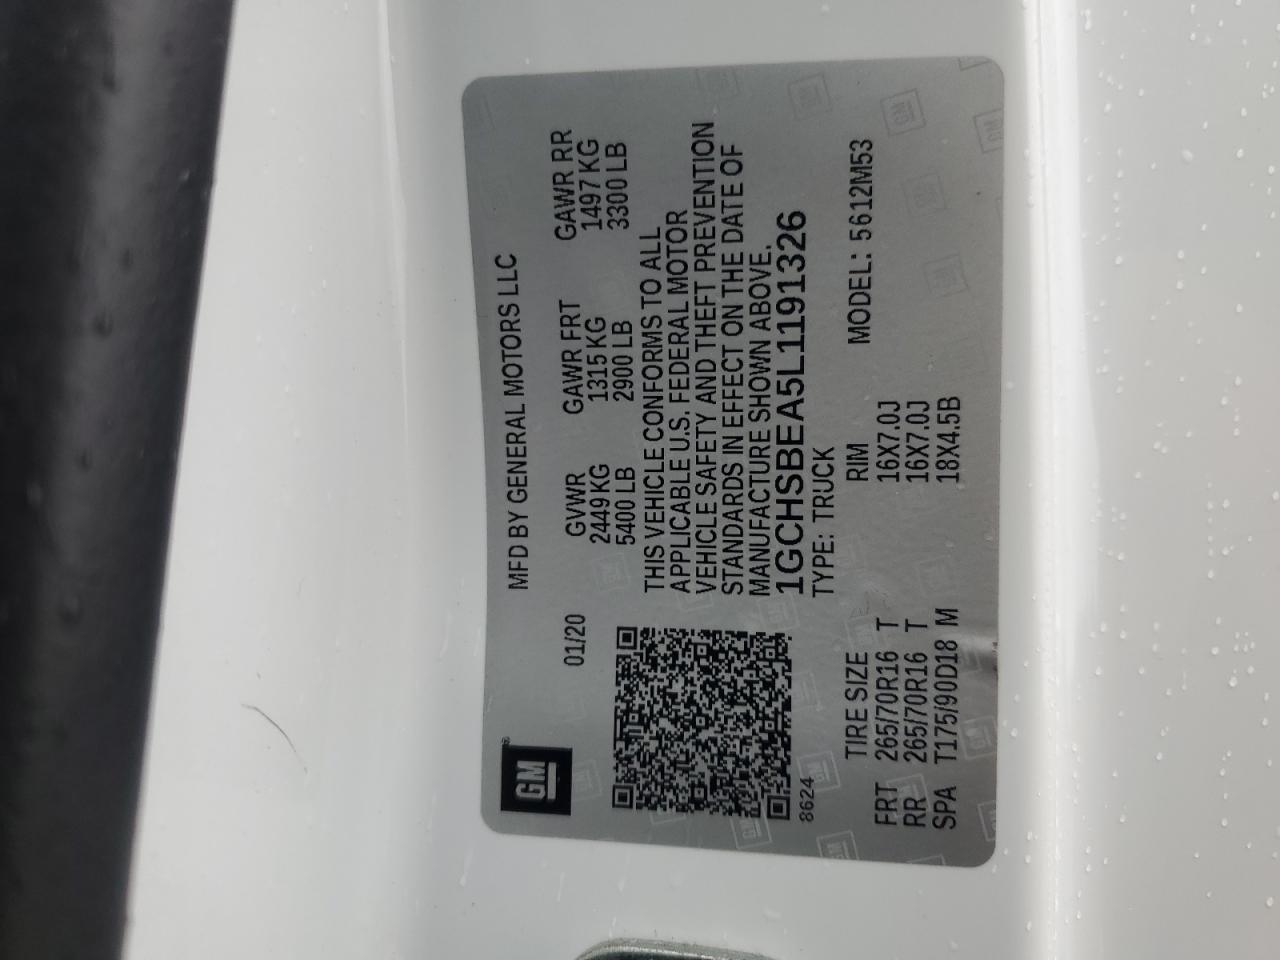 GM®
01/20
MFD BY GENERAL MOTORS LLC
GVWR GAWR FRT GAWR RR
2449 KG 1315 KG 1497 KG
5400 LB 2900 LB 3300 LB
THIS VEHICLE CONFORMS TO ALL
APPLICABLE U.S. FEDERAL MOTOR
VEHICLE SAFETY AND THEFT PREVENTION
STANDARDS IN EFFECT ON THE DATE OF
MANUFACTURE SHOWN ABOVE.
1GCHSBEA5L1191326
8624
TYPE: TRUCK
TIRE SIZE RIM MODEL: 5612M53
FRT 265/70R16 T 16X7.0J
RR 265/70R16 T 16X7.0J
SPA T175/90D18 M 18X4.5B